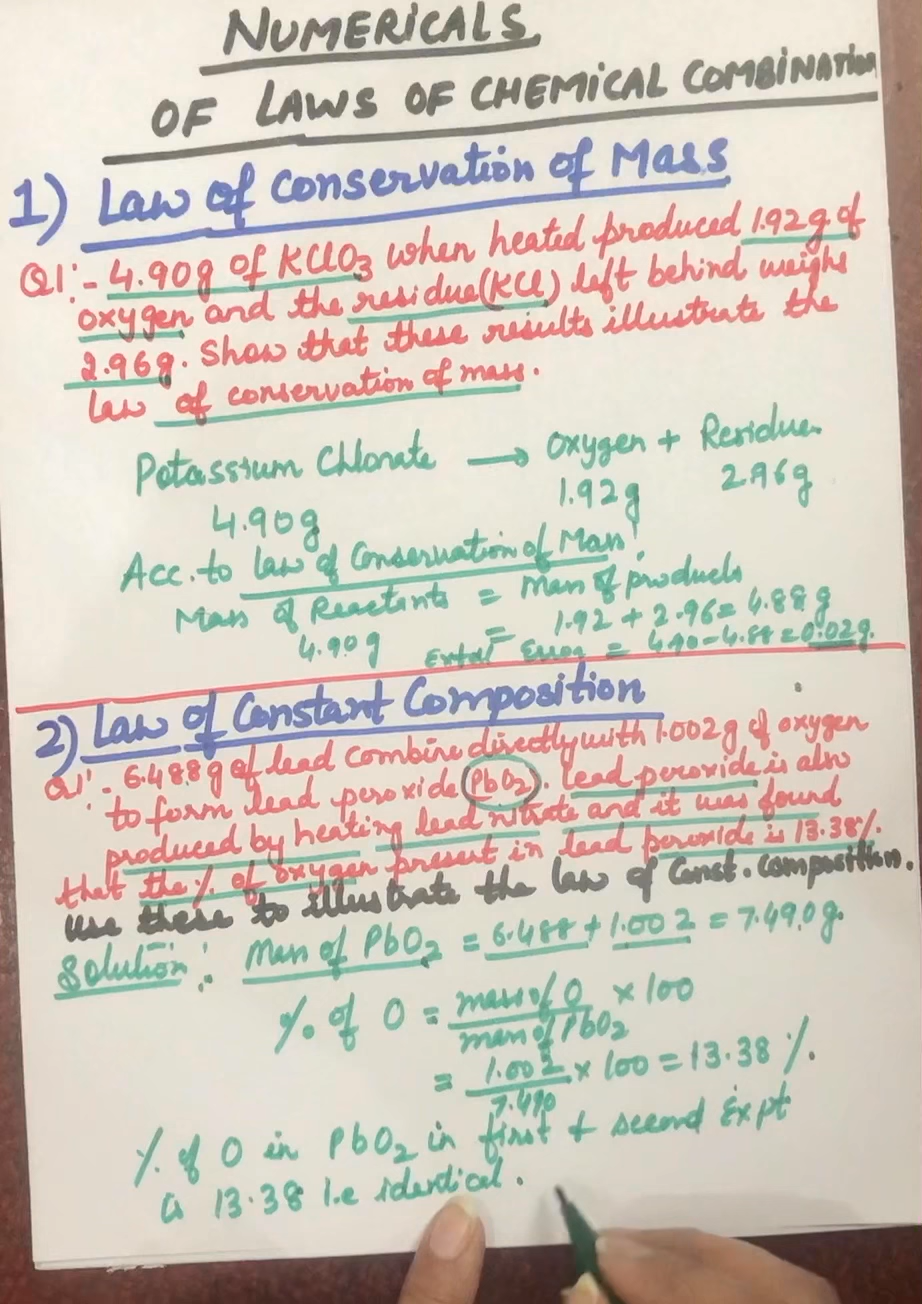 NUMERICALS
OF LAWS OF CHEMICAL COMBINATION
1) Law of Conservation of Mass
Q1:- 4.90g of KClO3 when heated produced 1.92g of
oxygen and the residue(KCl) left behind weighs
2.96g. Show that these results illustrate the
law of conservation of mass.
Potassium Chlorate → Oxygen + Residue
4.90g 1.92g 2.96g
Acc. to law of Conservation of Mass:
Mass of Reactants = Mass of products
4.90g = 1.92 + 2.96 = 4.88g
Error = 4.90-4.88 = 0.02g.
2) Law of Constant Composition
Q1:- 6.488g of lead combine directly with 1.002g of oxygen
to form lead peroxide (PbO2). lead peroxide is also
produced by heating lead nitrate and it was found
that the % of oxygen present in lead peroxide is 13.38%.
Use these to illustrate the law of Const. composition.
Solution: Mass of PbO2 = 6.488 + 1.002 = 7.490g.
% of O = mass of O / mass of PbO2 × 100
= 1.002 / 7.490 × 100 = 13.38 %.
% of O in PbO2 in first & second Expt
is 13.38 i.e identical.